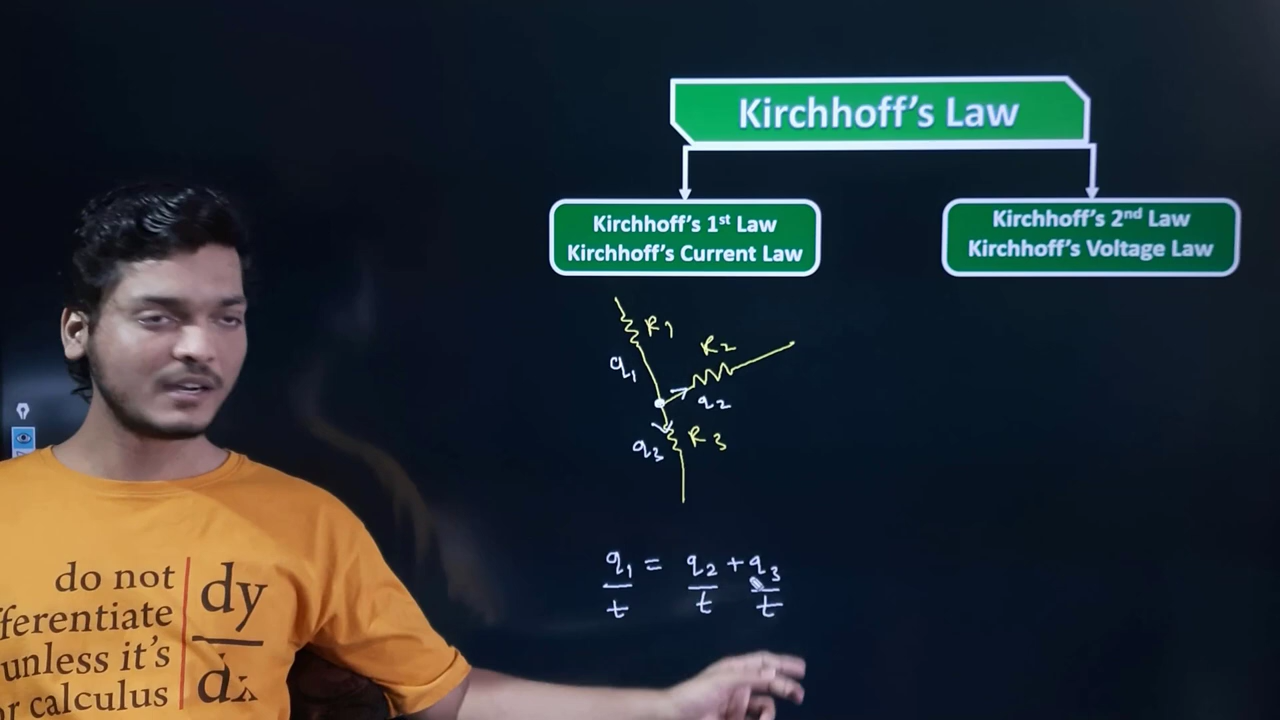 Kirchhoff's Law
Kirchhoff's 1st Law
Kirchhoff's Current Law
Kirchhoff's 2nd Law
Kirchhoff's Voltage Law
R1
R2
q1
q2
q3
R3
q1/t = q2/t + q3/t
do not
fferentiate
unless it's
or calculus
dy
dx